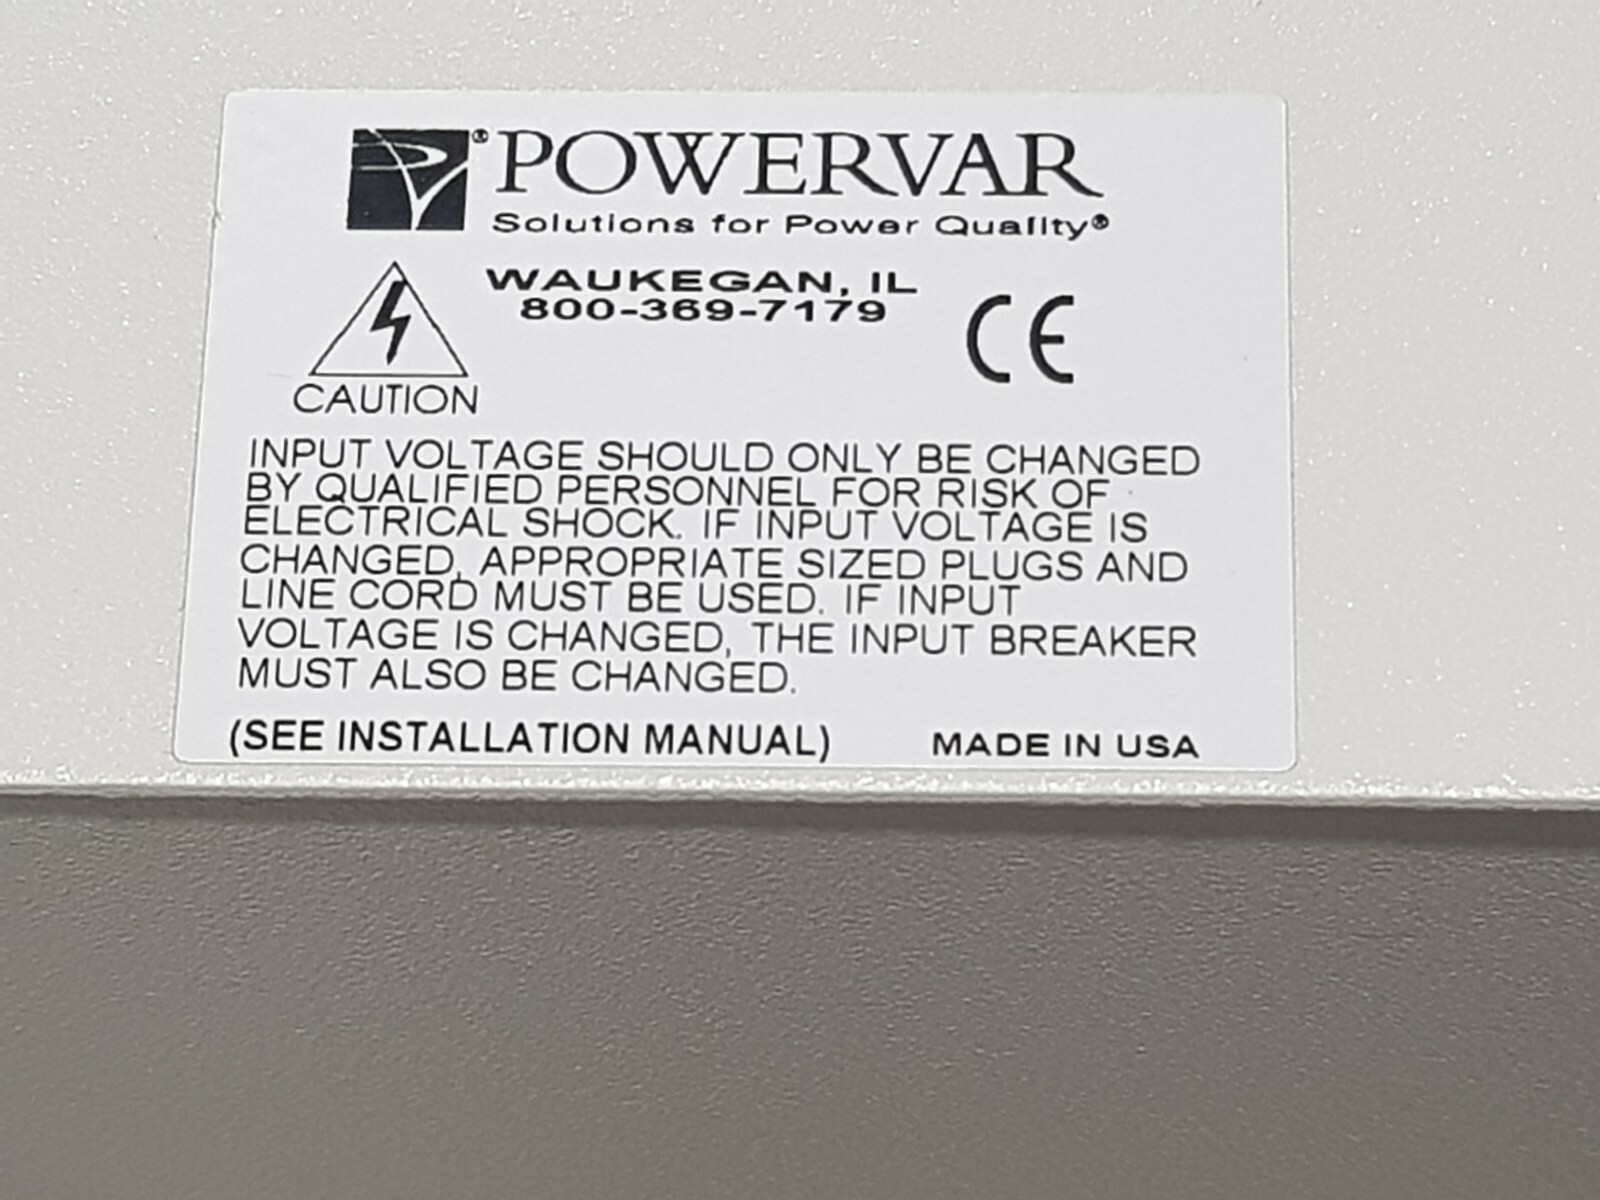 ® POWERVAR
Solutions for Power Quality®
WAUKEGAN, IL
800-369-7179
CE
CAUTION
INPUT VOLTAGE SHOULD ONLY BE CHANGED
BY QUALIFIED PERSONNEL FOR RISK OF
ELECTRICAL SHOCK. IF INPUT VOLTAGE IS
CHANGED, APPROPRIATE SIZED PLUGS AND
LINE CORD MUST BE USED. IF INPUT
VOLTAGE IS CHANGED, THE INPUT BREAKER
MUST ALSO BE CHANGED.
(SEE INSTALLATION MANUAL) MADE IN USA